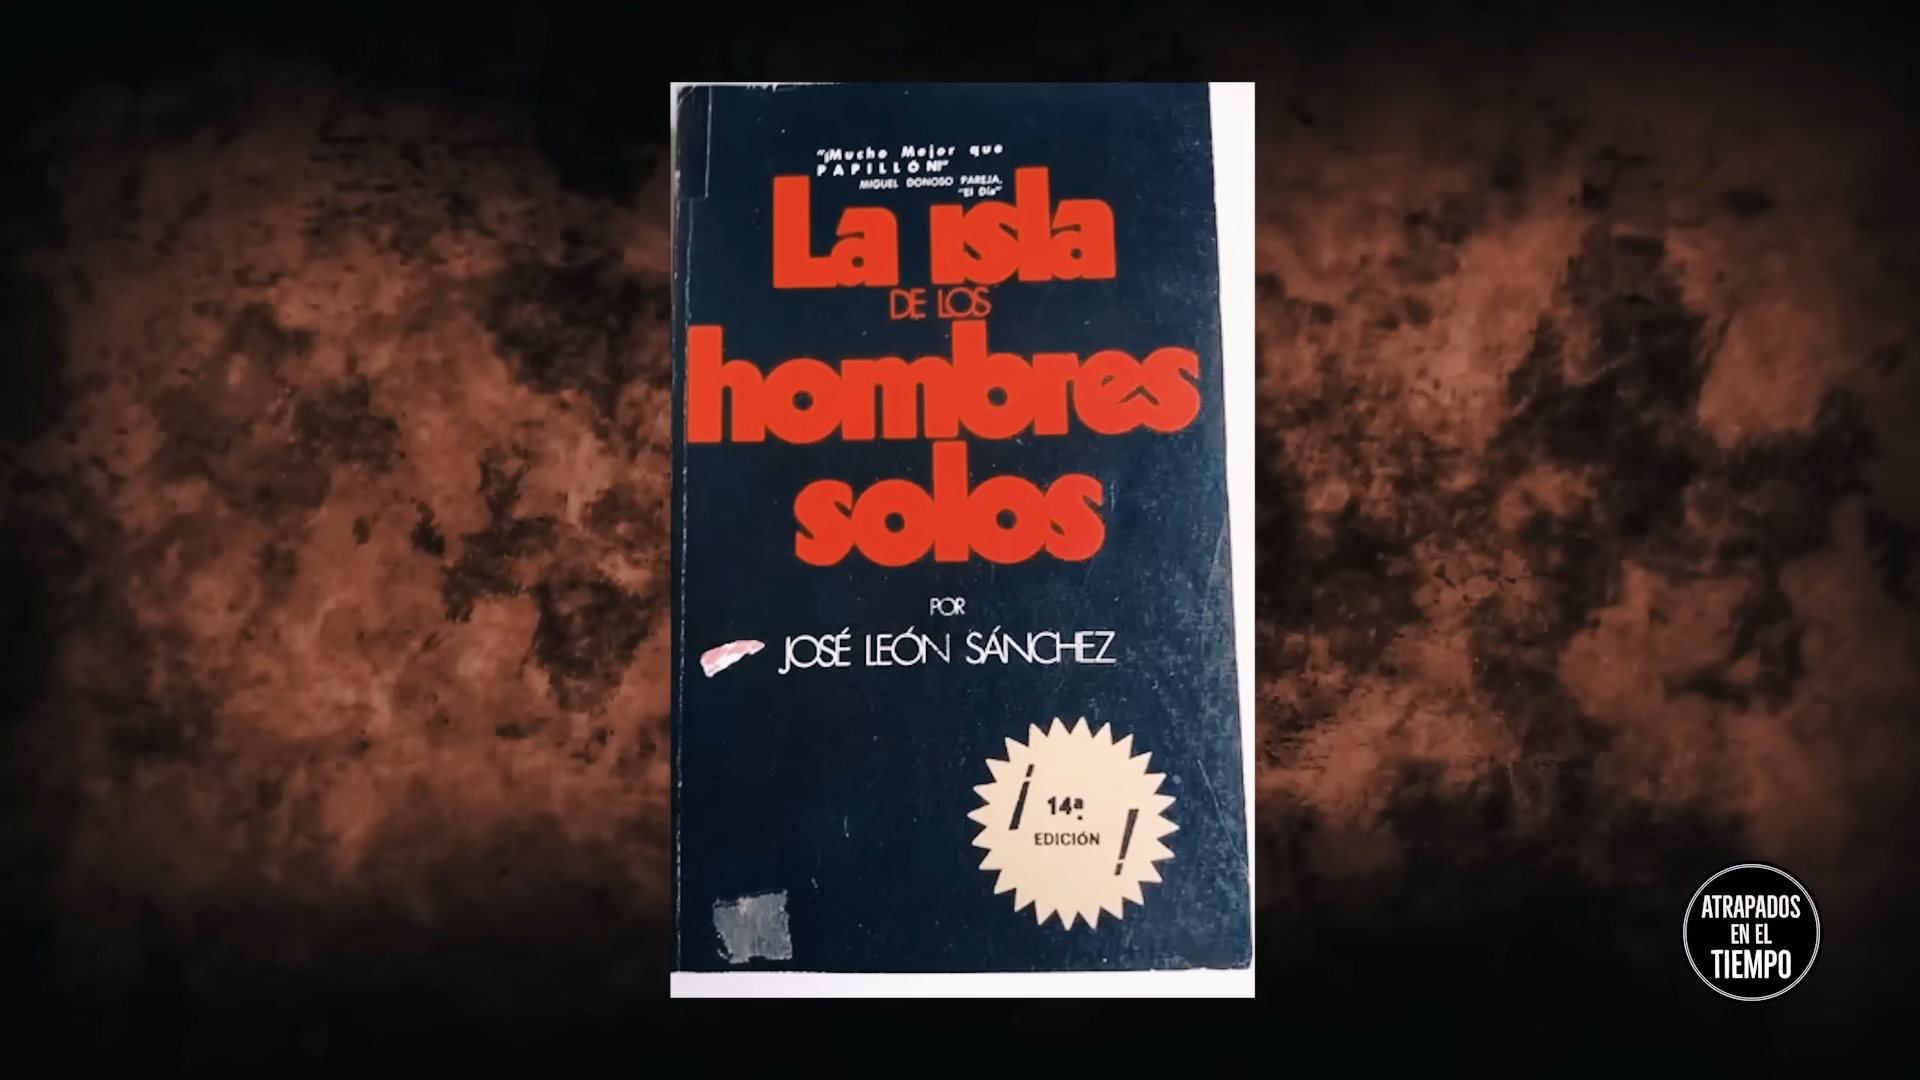 "¡Mucho Mejor que
PAPILLÓN!"
MIGUEL DONOSO PAREJA,
"El Día"
La isla
DE LOS
hombres
solos
POR
JOSÉ LEÓN SÁNCHEZ
¡
14ª
EDICIÓN
!
ATRAPADOS
EN EL
TIEMPO